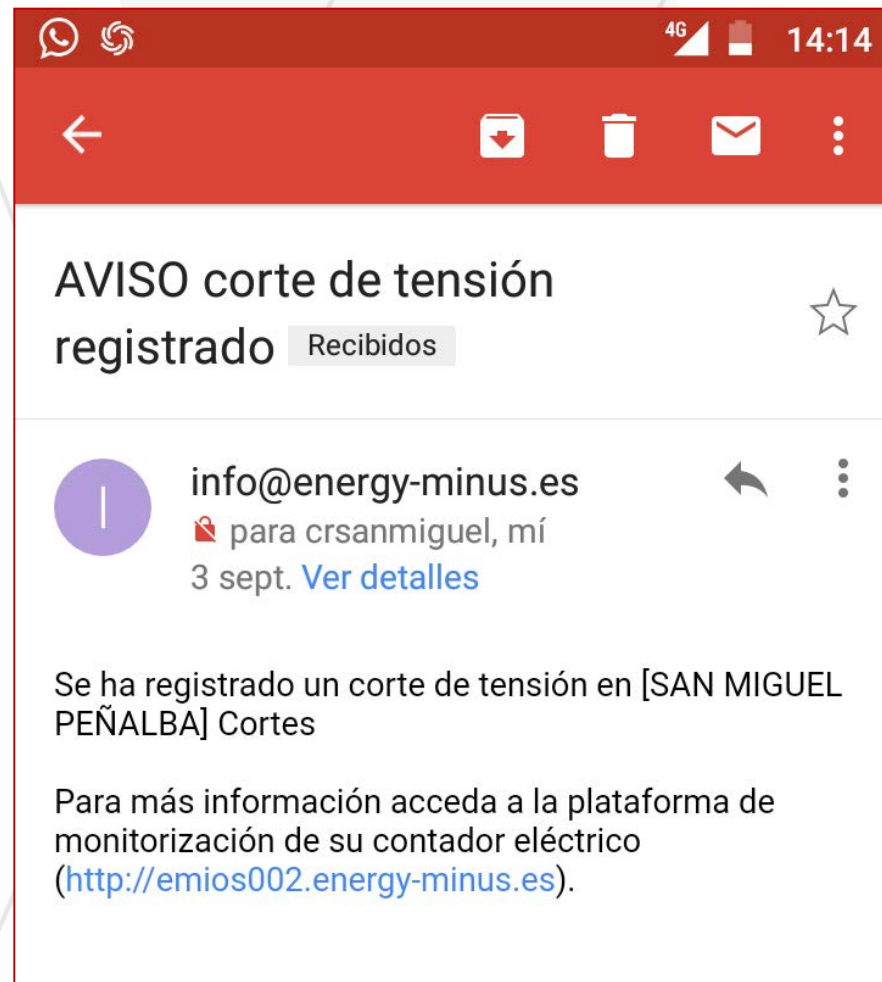 4G 14:14
AVISO corte de tensión
registrado Recibidos
I
info@energy-minus.es
para crsanmiguel, mí
3 sept. Ver detalles
Se ha registrado un corte de tensión en [SAN MIGUEL
PEÑALBA] Cortes
Para más información acceda a la plataforma de
monitorización de su contador eléctrico
(http://emios002.energy-minus.es).